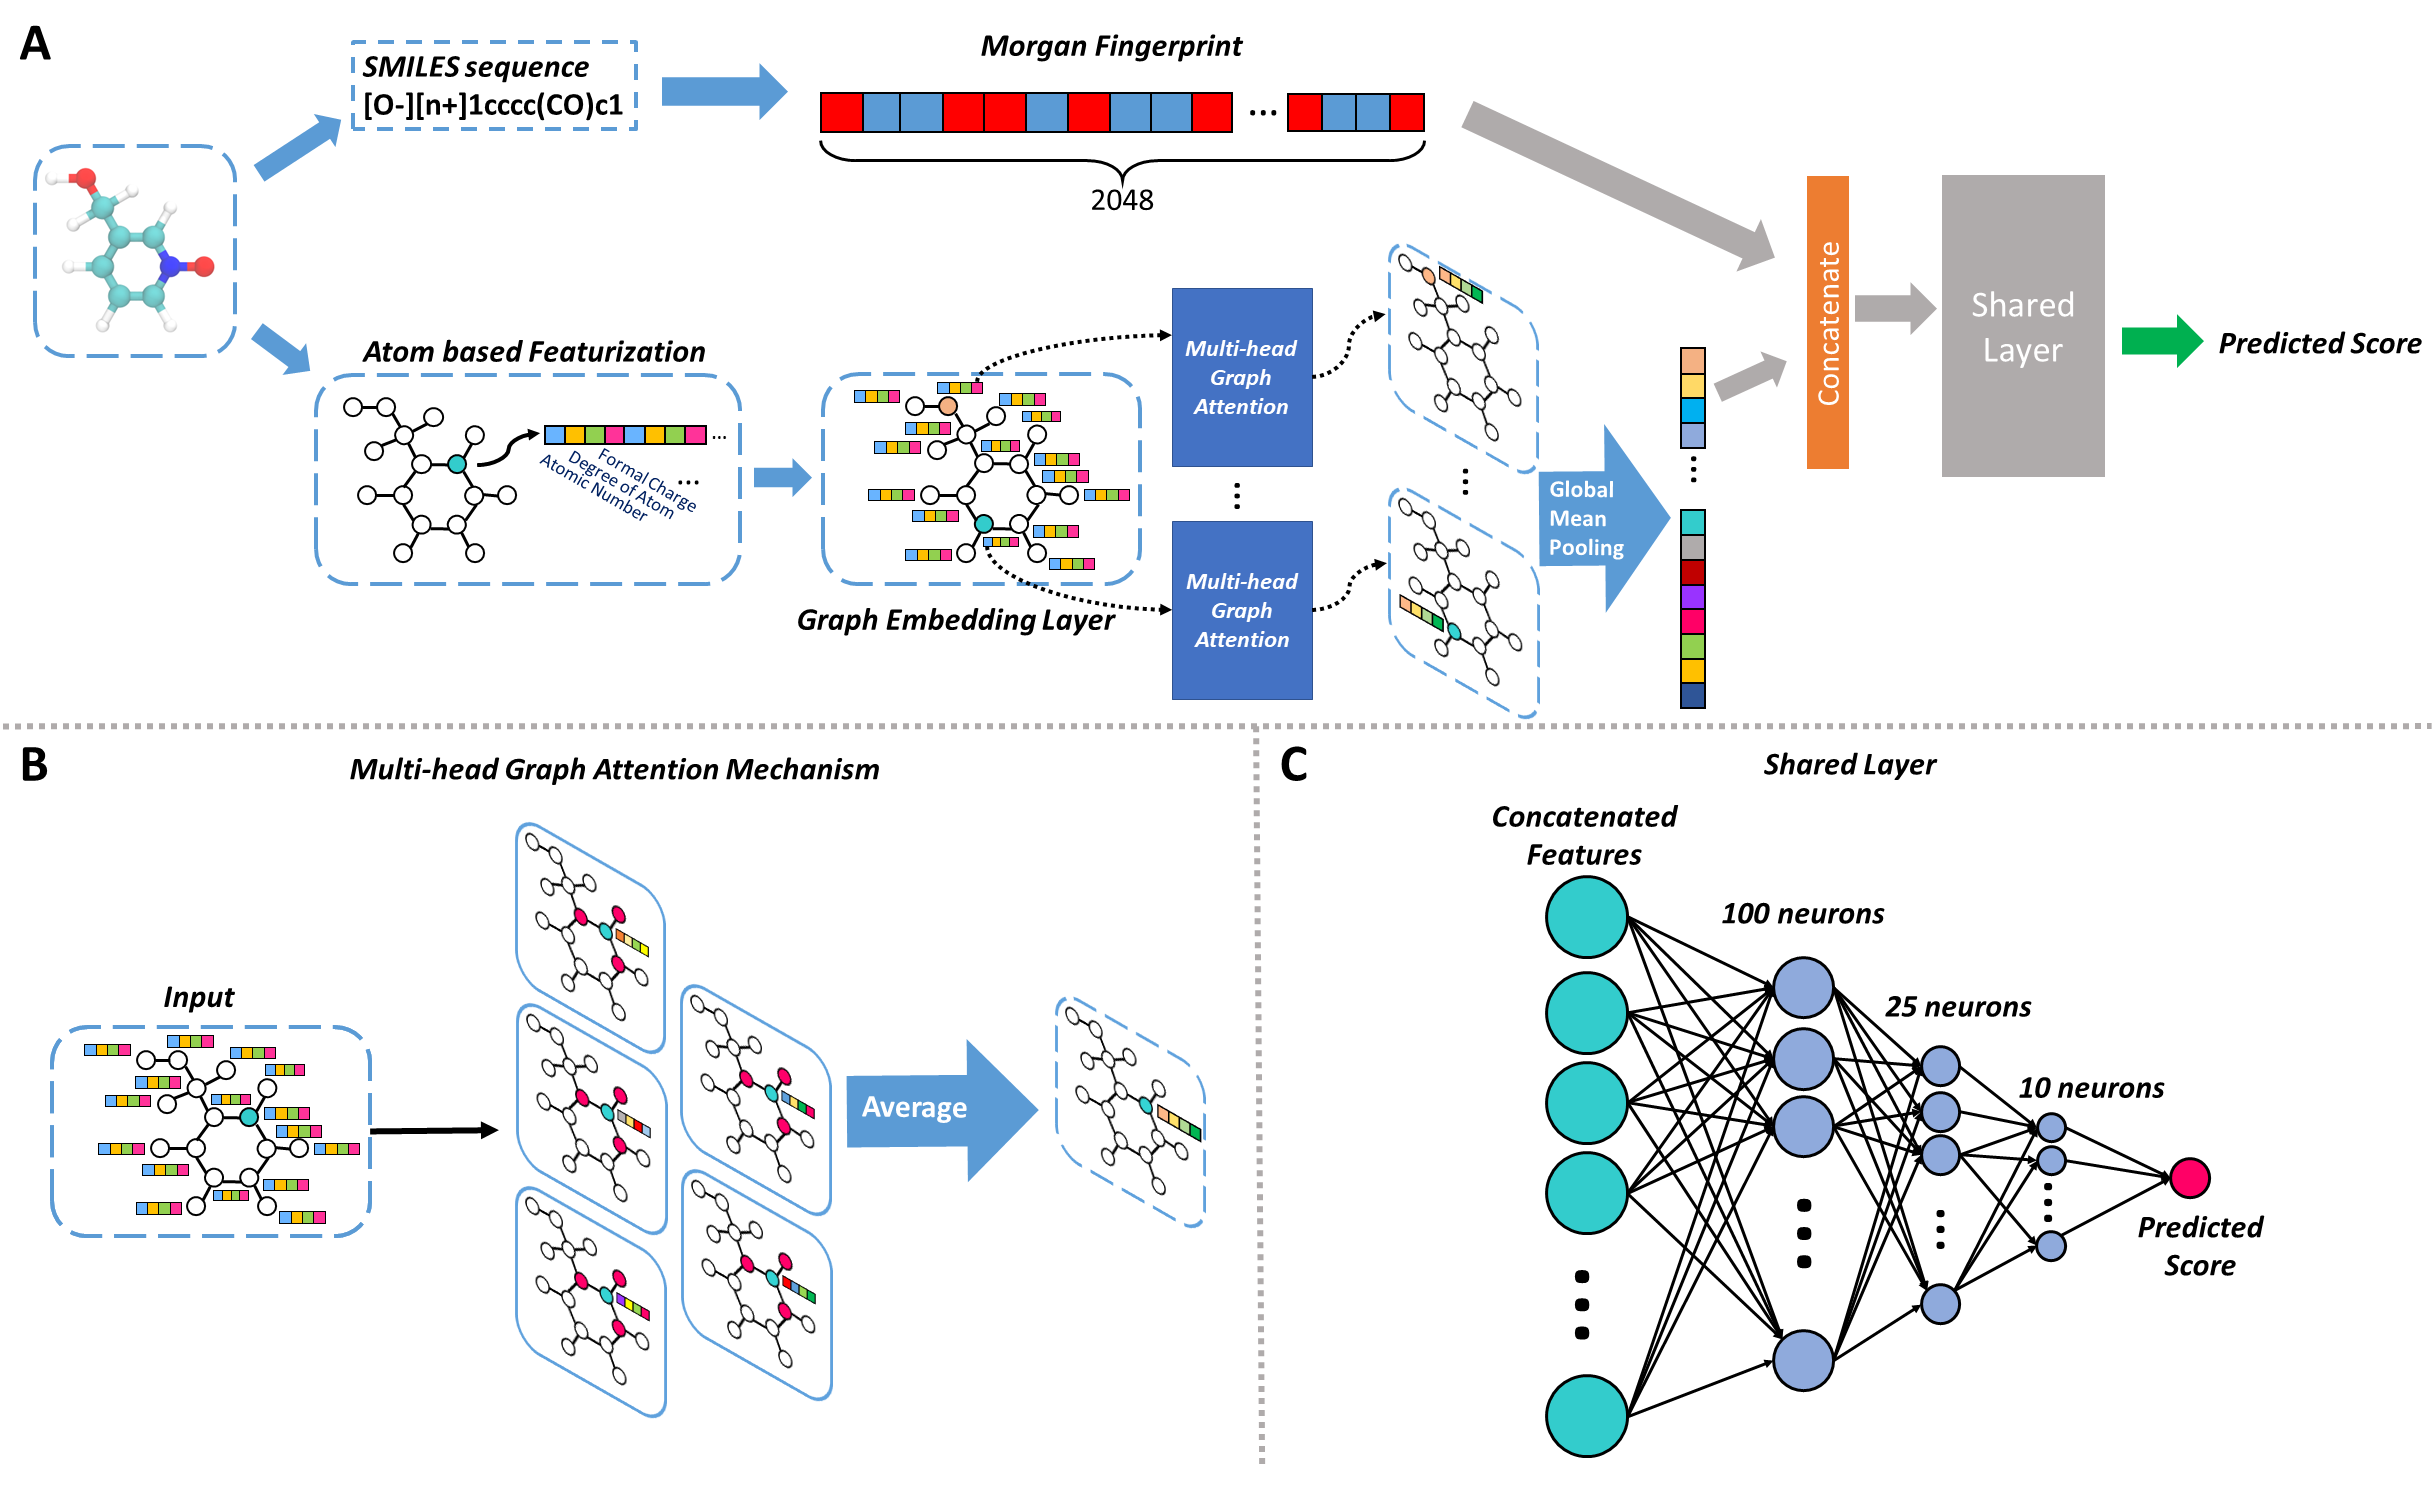 A
SMILES sequence
[O-][n+]1cccc(CO)c1
Morgan Fingerprint
...
2048
Atom based Featurization
...
Formal Charge
Degree of Atom
Atomic Number
...
Graph Embedding Layer
Multi-head
Graph
Attention
Multi-head
Graph
Attention
Global
Mean
Pooling
Concatenate
Shared
Layer
Predicted Score
B
Multi-head Graph Attention Mechanism
Input
Average
C
Shared Layer
Concatenated
Features
100 neurons
25 neurons
10 neurons
Predicted
Score